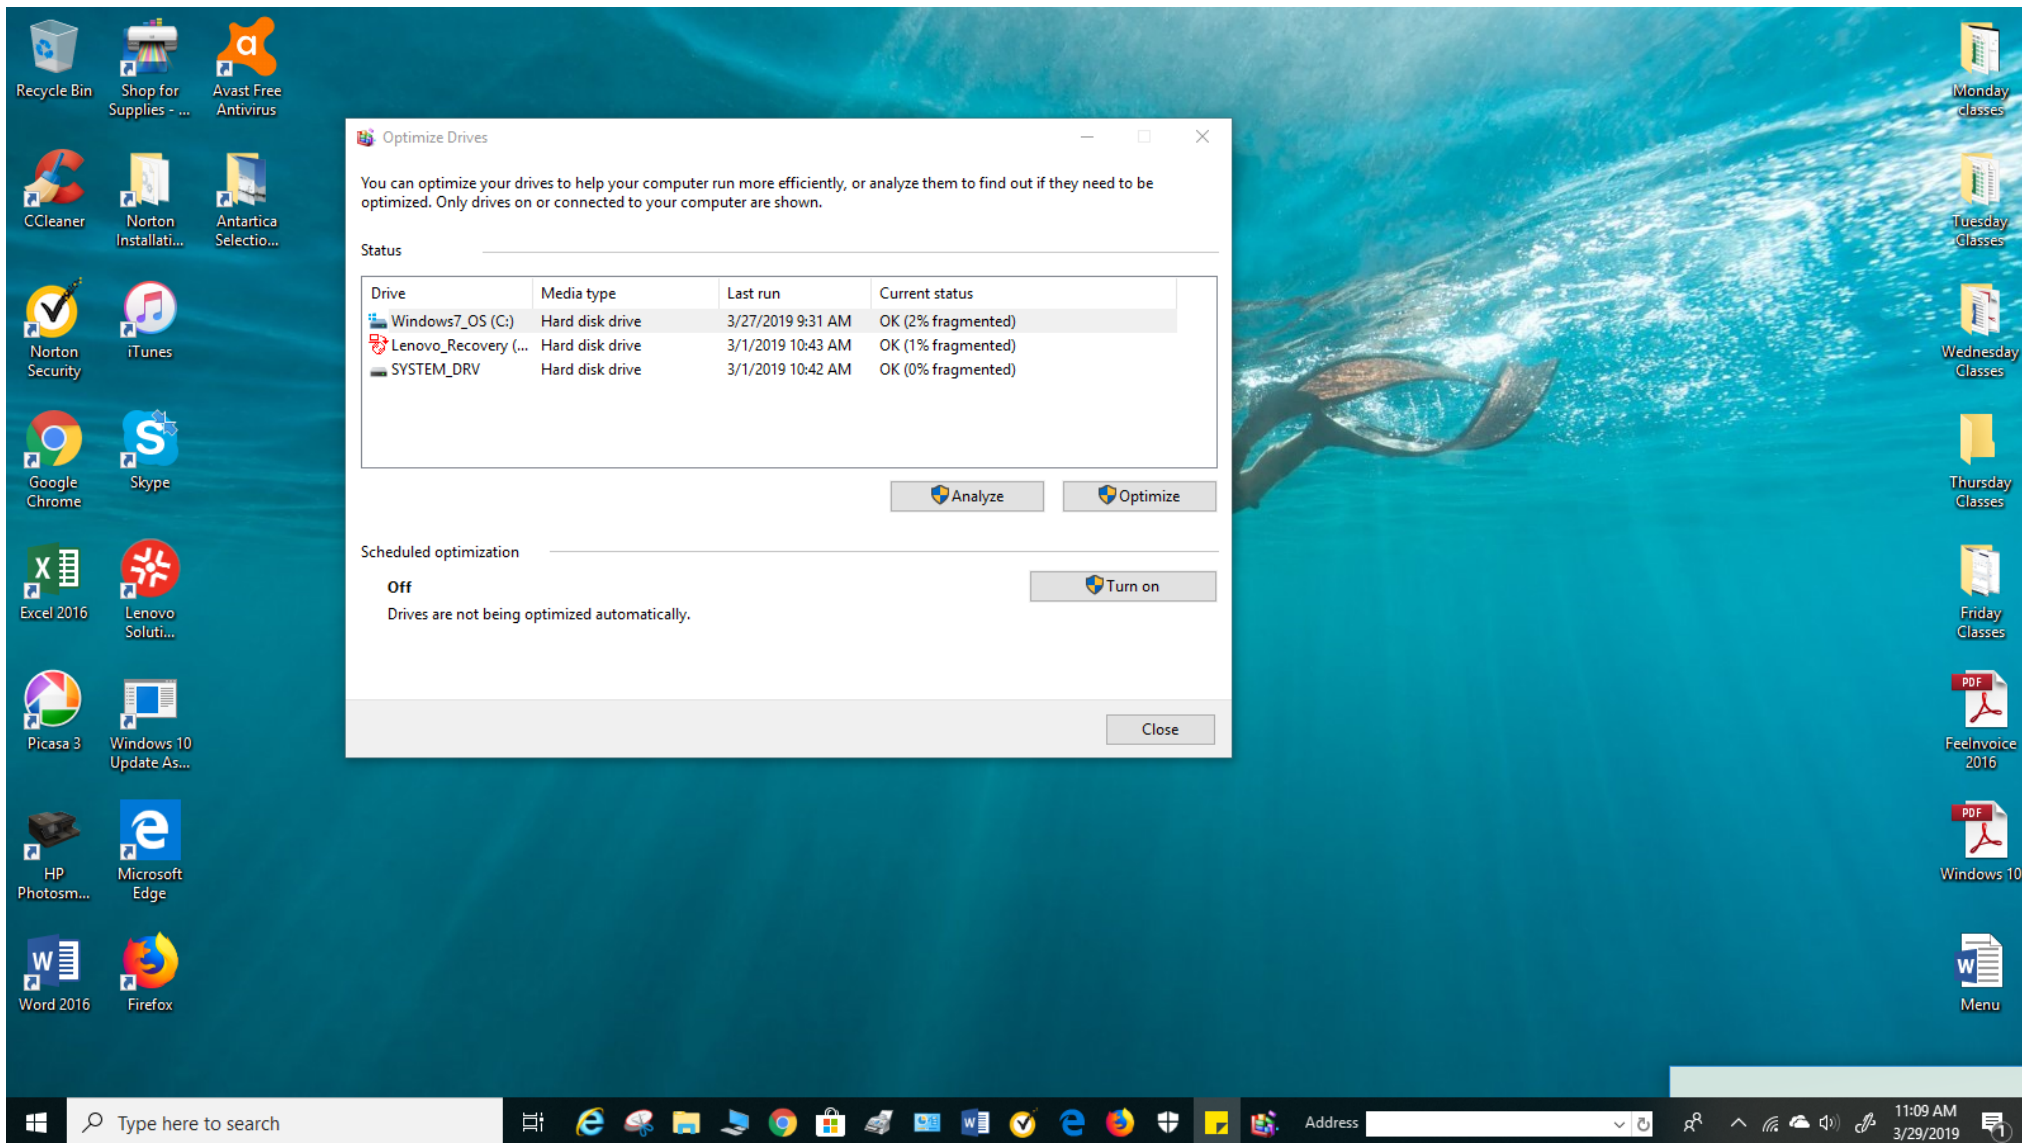 Recycle Bin
Shop for
Supplies - ...
Avast Free
Antivirus
CCleaner
Norton
Installati...
Antartica
Selectio...
Norton
Security
iTunes
Google
Chrome
Skype
Excel 2016
Lenovo
Soluti...
Picasa 3
Windows 10
Update As...
HP
Photosm...
Microsoft
Edge
Word 2016
Firefox
Optimize Drives
You can optimize your drives to help your computer run more efficiently, or analyze them to find out if they need to be
optimized. Only drives on or connected to your computer are shown.
Status
Drive Media type Last run Current status
Windows7_OS (C:) Hard disk drive 3/27/2019 9:31 AM OK (2% fragmented)
Lenovo_Recovery (... Hard disk drive 3/1/2019 10:43 AM OK (1% fragmented)
SYSTEM_DRV Hard disk drive 3/1/2019 10:42 AM OK (0% fragmented)
Analyze Optimize
Scheduled optimization
Off
Turn on
Drives are not being optimized automatically.
Close
Monday
classes
Tuesday
Classes
Wednesday
Classes
Thursday
Classes
Friday
Classes
PDF
FeeInvoice
2016
PDF
Windows 10
Menu
Type here to search
Address
11:09 AM
3/29/2019
1